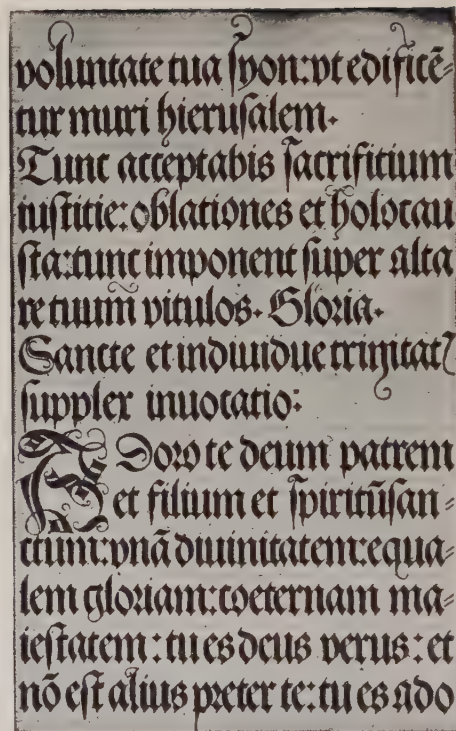 voluntate tua ſyon: vt edificē⸗
tur muri hieruſalem.
Tunc acceptabis ſacrifitium
iuſtitie: oblationes et holocau
ſta: tunc imponent ſuper alta
re tuum̄ vitulos. Gloria.
Sancte et indiuidue trinitatꝭ
ſupplex inuocatio:
ADoro te deum patrem
et filium et ſpiritūſan⸗
ctum: vnā diuinitatem: equa⸗
lem gloriam: coeternam ma⸗
ieſtatem: tu es deus verus: et
nō eſt alius preter te: tu es ado